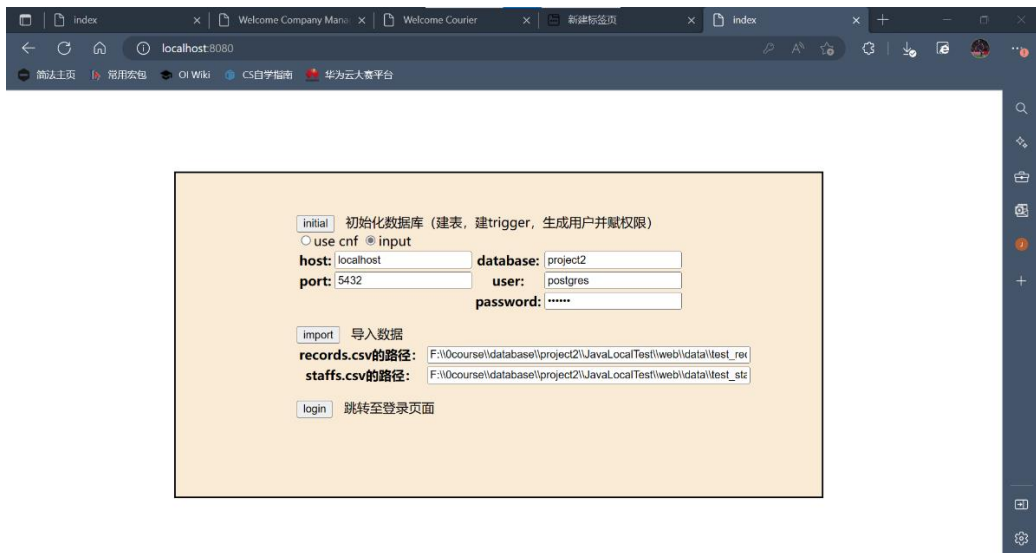 index
Welcome Company Mana
Welcome Courier
新建标签页
index
localhost:8080
简法主页
常用宏包
OI Wiki
CS自学指南
华为云大赛平台
initial 初始化数据库（建表，建trigger，生成用户并赋权限）
use cnf input
host: localhost database: project2
port: 5432 user: postgres
password: ••••••
import 导入数据
records.csv的路径： F:\\0course\\database\\project2\\JavaLocalTest\\web\\data\\test_rec
staffs.csv的路径： F:\\0course\\database\\project2\\JavaLocalTest\\web\\data\\test_sta
login 跳转至登录页面